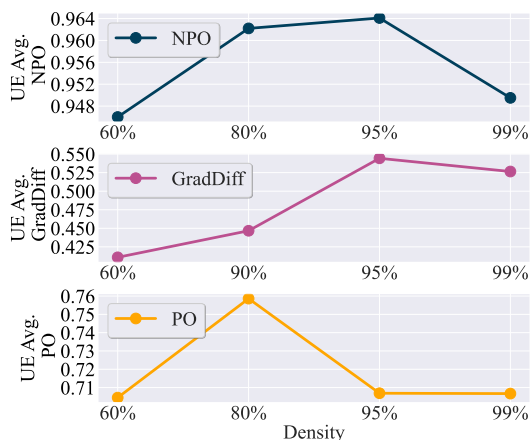 0.964
0.960
0.956
0.952
0.948
UE Avg.
NPO
NPO
60% 80% 95% 99%
0.550
0.525
0.500
0.475
0.450
0.425
UE Avg.
GradDiff
GradDiff
60% 90% 95% 99%
0.76
0.75
0.74
0.73
0.72
0.71
UE Avg.
PO
PO
60% 80% 95% 99%
Density